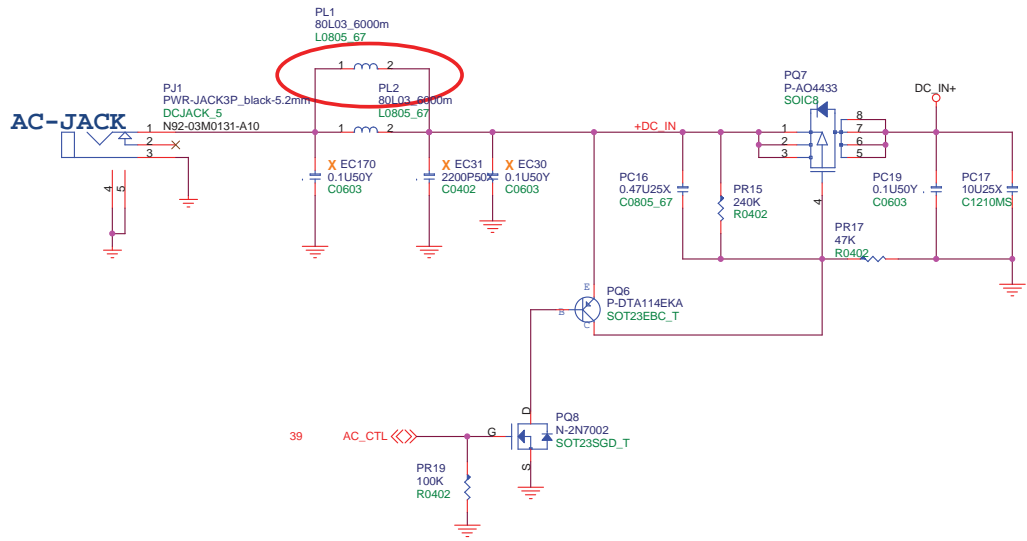 PL1
80L03_6000m
L0805_67
1
2
PL2
80L03_6000m
L0805_67
1
2
PJ1
PWR-JACK3P_black-5.2mm
DCJACK_5
N92-03M0131-A10
AC-JACK
1
2
3
4
5
X EC170
0.1U50Y
C0603
X EC31
2200P50X
C0402
X EC30
0.1U50Y
C0603
+DC_IN
PQ7
P-AO4433
SOIC8
1
2
3
8
7
6
5
4
DC_IN+
PC16
0.47U25X
C0805_67
PR15
240K
R0402
PC19
0.1U50Y
C0603
PC17
10U25X
C1210MS
PR17
47K
R0402
E
B
C
PQ6
P-DTA114EKA
SOT23EBC_T
39
AC_CTL
G
D
S
PQ8
N-2N7002
SOT23SGD_T
PR19
100K
R0402